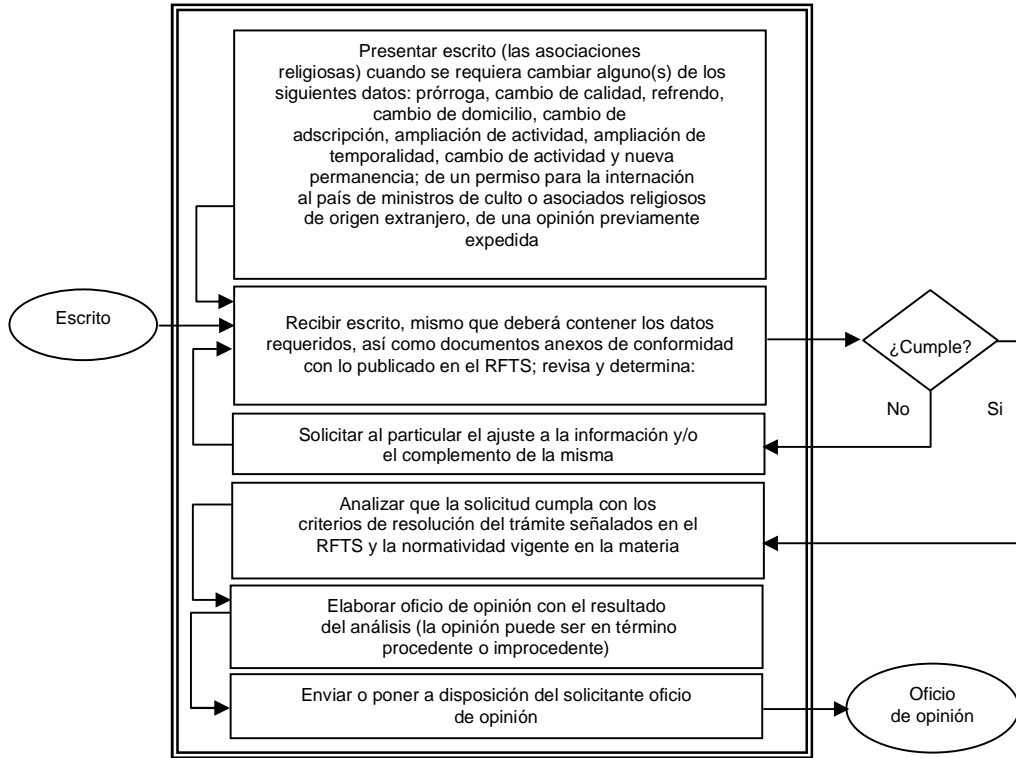 Presentar escrito (las asociaciones
religiosas) cuando se requiera cambiar alguno(s) de los
siguientes datos: prórroga, cambio de calidad, refrendo,
cambio de domicilio, cambio de
adscripción, ampliación de actividad, ampliación de
temporalidad, cambio de actividad y nueva
permanencia; de un permiso para la internación
al país de ministros de culto o asociados religiosos
de origen extranjero, de una opinión previamente
expedida
Escrito
Recibir escrito, mismo que deberá contener los datos
requeridos, así como documentos anexos de conformidad
con lo publicado en el RFTS; revisa y determina:
¿Cumple?
No
Si
Solicitar al particular el ajuste a la información y/o
el complemento de la misma
Analizar que la solicitud cumpla con los
criterios de resolución del trámite señalados en el
RFTS y la normatividad vigente en la materia
Elaborar oficio de opinión con el resultado
del análisis (la opinión puede ser en término
procedente o improcedente)
Enviar o poner a disposición del solicitante oficio
de opinión
Oficio
de opinión